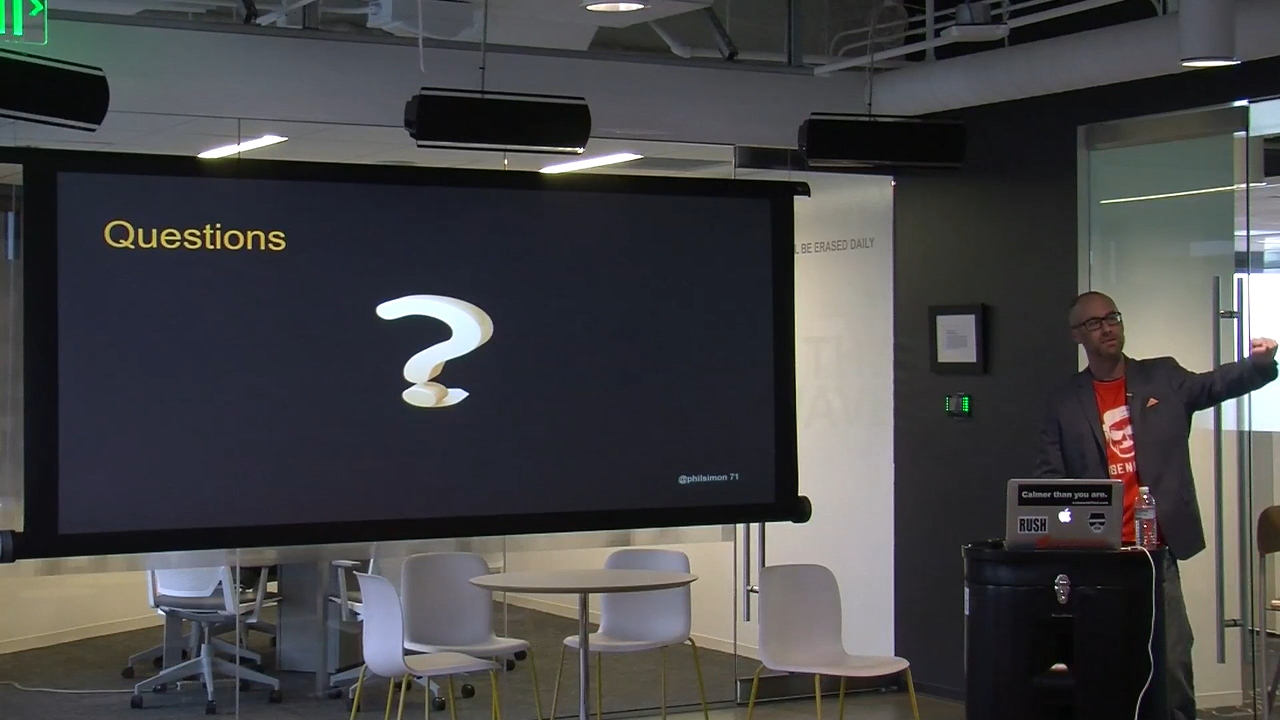 Questions
?
@philsimon 71
BE ERASED DAILY
Calmer than you are.
RUSH